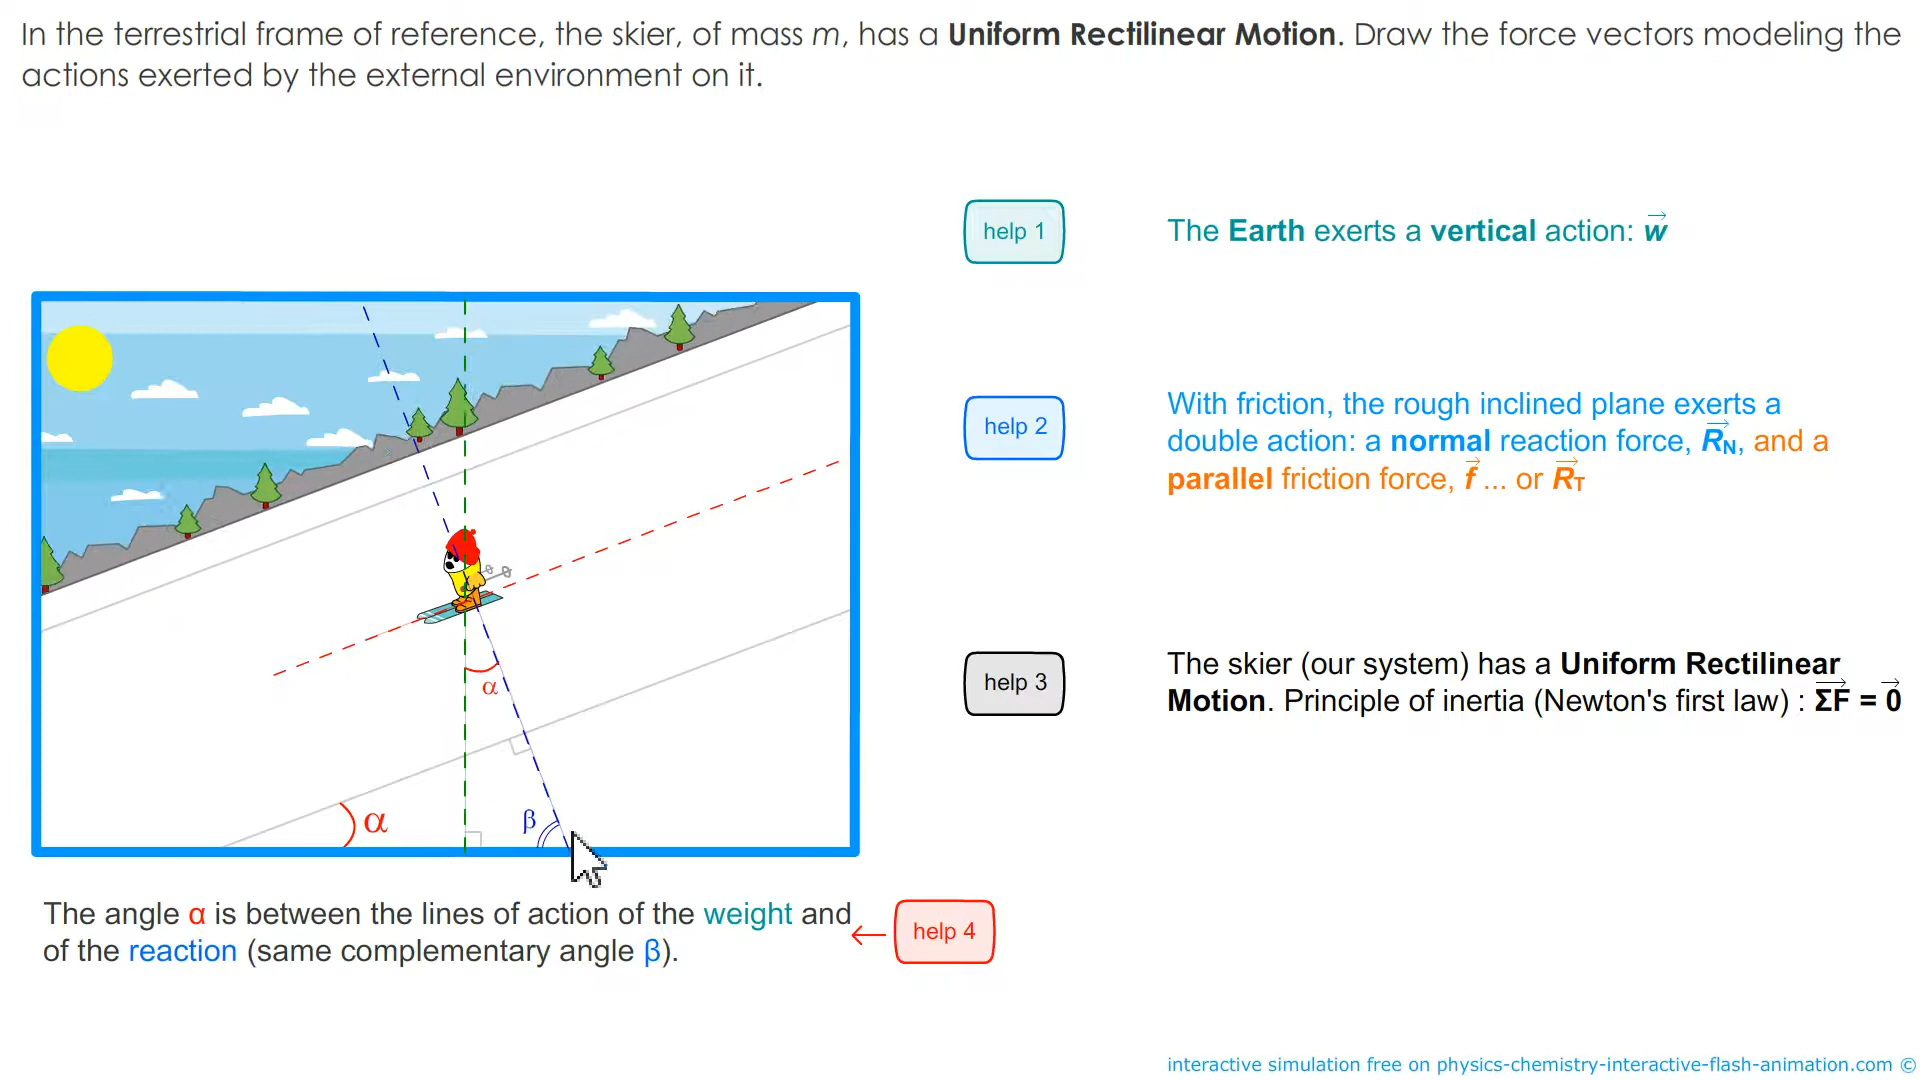 In the terrestrial frame of reference, the skier, of mass m, has a Uniform Rectilinear Motion. Draw the force vectors modeling the
actions exerted by the external environment on it.
help 1
The Earth exerts a vertical action: w⃗
help 2
With friction, the rough inclined plane exerts a
double action: a normal reaction force, R⃗N, and a
parallel friction force, f⃗ ... or R⃗T
help 3
The skier (our system) has a Uniform Rectilinear
Motion. Principle of inertia (Newton's first law) : ΣF⃗ = 0⃗
α
α
β
The angle α is between the lines of action of the weight and
of the reaction (same complementary angle β).
help 4
interactive simulation free on physics-chemistry-interactive-flash-animation.com ©